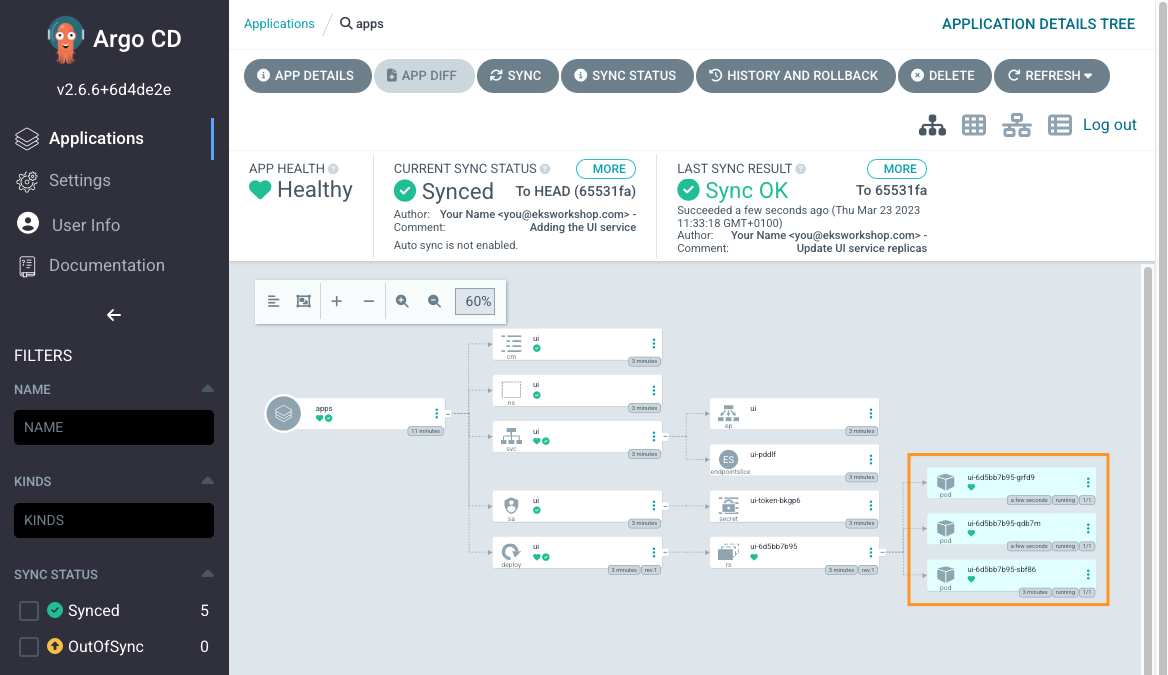 Argo CD
v2.6.6+6d4de2e
Applications
Settings
User Info
Documentation
FILTERS
NAME
NAME
KINDS
KINDS
SYNC STATUS
Synced 5
OutOfSync 0
Applications / apps
APPLICATION DETAILS TREE
APP DETAILS APP DIFF SYNC SYNC STATUS HISTORY AND ROLLBACK DELETE REFRESH
Log out
APP HEALTH
Healthy
CURRENT SYNC STATUS MORE
Synced To HEAD (65531fa)
Author: Your Name <you@eksworkshop.com> -
Comment: Adding the UI service
Auto sync is not enabled.
LAST SYNC RESULT MORE
Sync OK To 65531fa
Succeeded a few seconds ago (Thu Mar 23 2023
11:33:18 GMT+0100)
Author: Your Name <you@eksworkshop.com> -
Comment: Update UI service replicas
60%
apps
11 minutes
ui
cm
3 minutes
ui
ns
3 minutes
ui
svc
3 minutes
ui
sa
3 minutes
ui
deploy
3 minutes rev:1
ui
ep
3 minutes
ES
ui-pddlf
endpointslice
3 minutes
ui-token-bkgp6
secret
3 minutes
ui-6d5bb7b95
rs
3 minutes rev:1
ui-6d5bb7b95-grfd9
pod
a few seconds running 1/1
ui-6d5bb7b95-qdb7m
pod
a few seconds running 1/1
ui-6d5bb7b95-sbf86
pod
3 minutes running 1/1